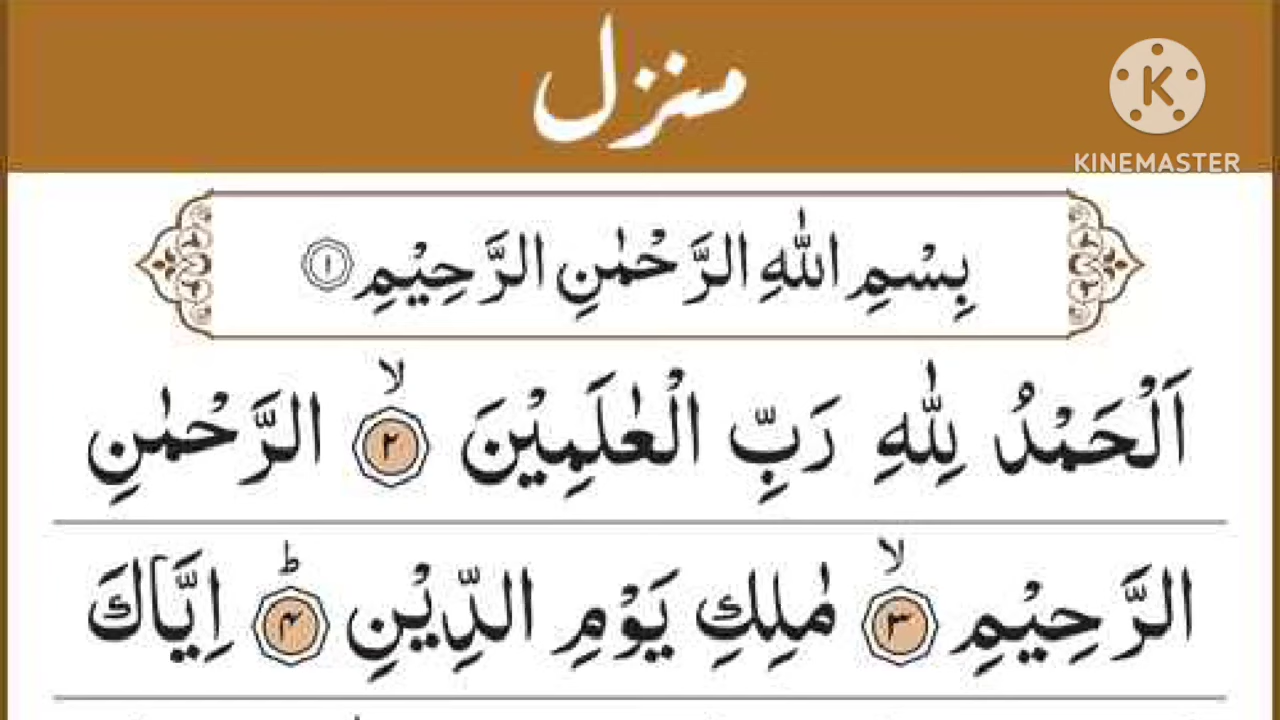 منزل
K
KINEMASTER
بِسْمِ اللّٰهِ الرَّحْمٰنِ الرَّحِيْمِ ۱
اَلْحَمْدُ لِلّٰهِ رَبِّ الْعٰلَمِيْنَ ۙ ۲ الرَّحْمٰنِ
الرَّحِيْمِ ۙ ۳ مٰلِكِ يَوْمِ الدِّيْنِ ؕ ۴ اِيَّاكَ